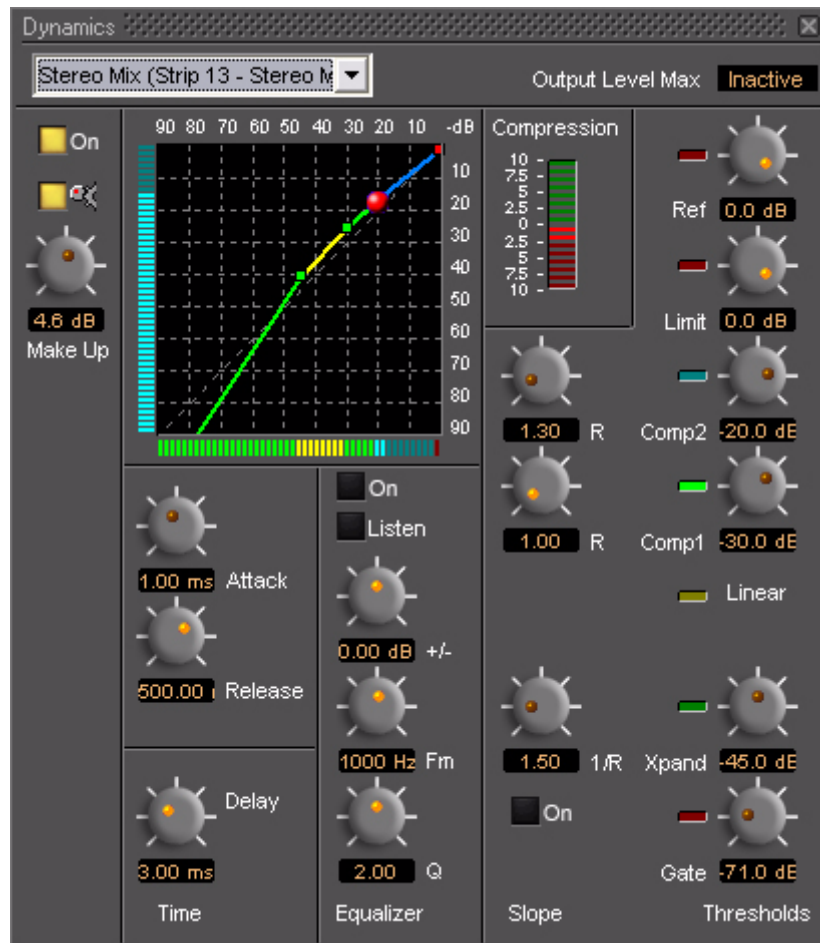 Dynamics
Stereo Mix (Strip 13 - Stereo M
Output Level Max Inactive
On
4.6 dB
Make Up
90 80 70 60 50 40 30 20 10 -dB
10
20
30
40
50
60
70
80
90
Compression
10
7.5
5
2.5
0
2.5
5
7.5
10
Ref 0.0 dB
Limit 0.0 dB
1.30 R Comp2 -20.0 dB
1.00 R Comp1 -30.0 dB
Linear
1.50 1/R Xpand -45.0 dB
On
Gate -71.0 dB
Slope
Thresholds
1.00 ms Attack
500.00 Release
Delay
3.00 ms
Time
On
Listen
0.00 dB +/-
1000 Hz Fm
2.00 Q
Equalizer